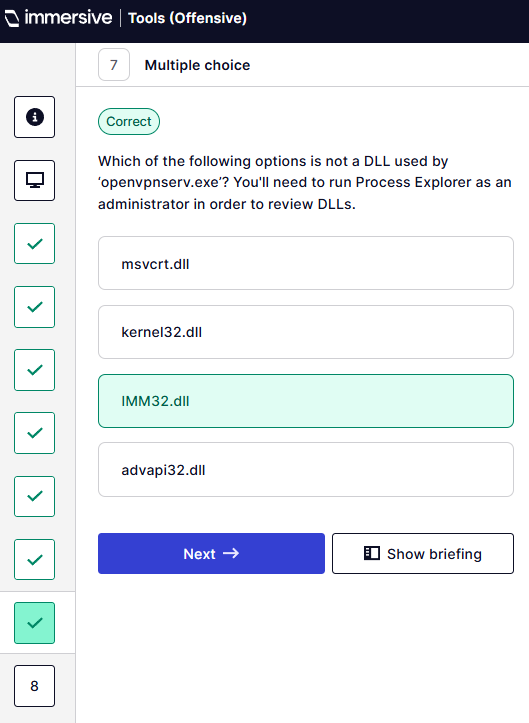 immersive | Tools (Offensive)
7 Multiple choice
Correct
Which of the following options is not a DLL used by
‘openvpnserv.exe’? You'll need to run Process Explorer as an
administrator in order to review DLLs.
msvcrt.dll
kernel32.dll
IMM32.dll
advapi32.dll
Next → Show briefing
8